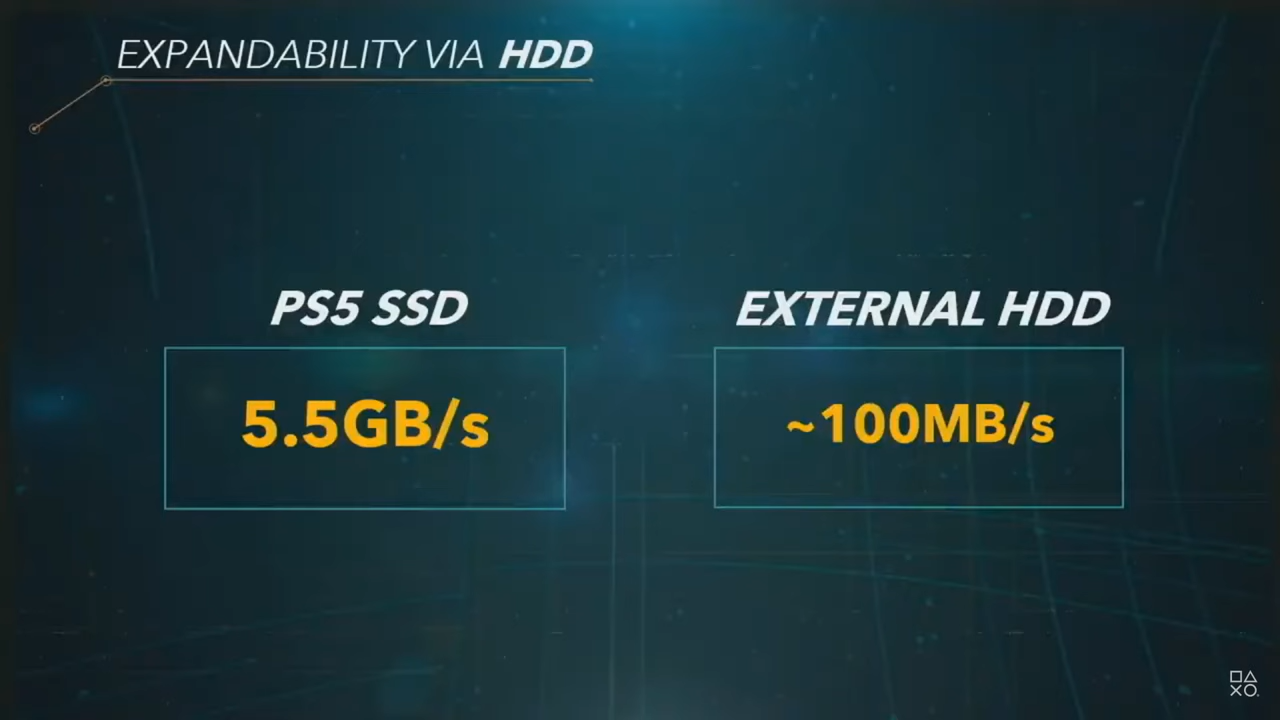 EXPANDABILITY VIA HDD
PS5 SSD
EXTERNAL HDD
5.5GB/s
~100MB/s